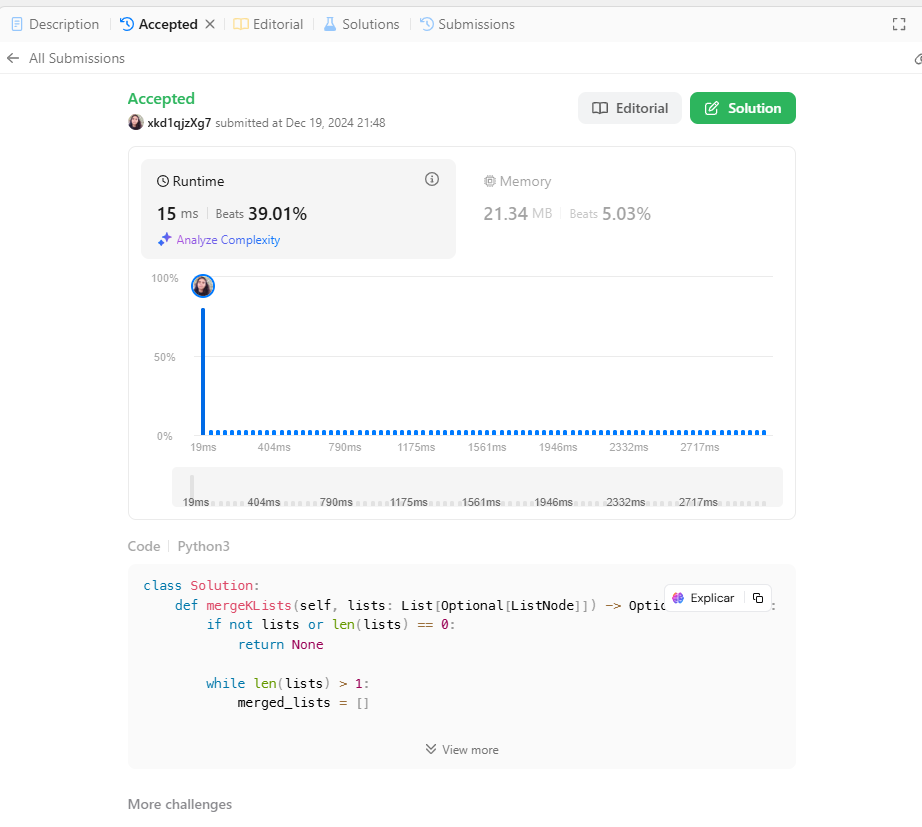 Description Accepted Editorial Solutions Submissions
All Submissions
Accepted
xkd1qjzXg7 submitted at Dec 19, 2024 21:48
Editorial Solution
Runtime
15 ms Beats 39.01%
Analyze Complexity
Memory
21.34 MB Beats 5.03%
100%
50%
0%
19ms 404ms 790ms 1175ms 1561ms 1946ms 2332ms 2717ms
19ms 404ms 790ms 1175ms 1561ms 1946ms 2332ms 2717ms
Code Python3
Explicar
class Solution:
    def mergeKLists(self, lists: List[Optional[ListNode]]) -> Optio :
        if not lists or len(lists) == 0:
            return None
        while len(lists) > 1:
            merged_lists = []
View more
More challenges